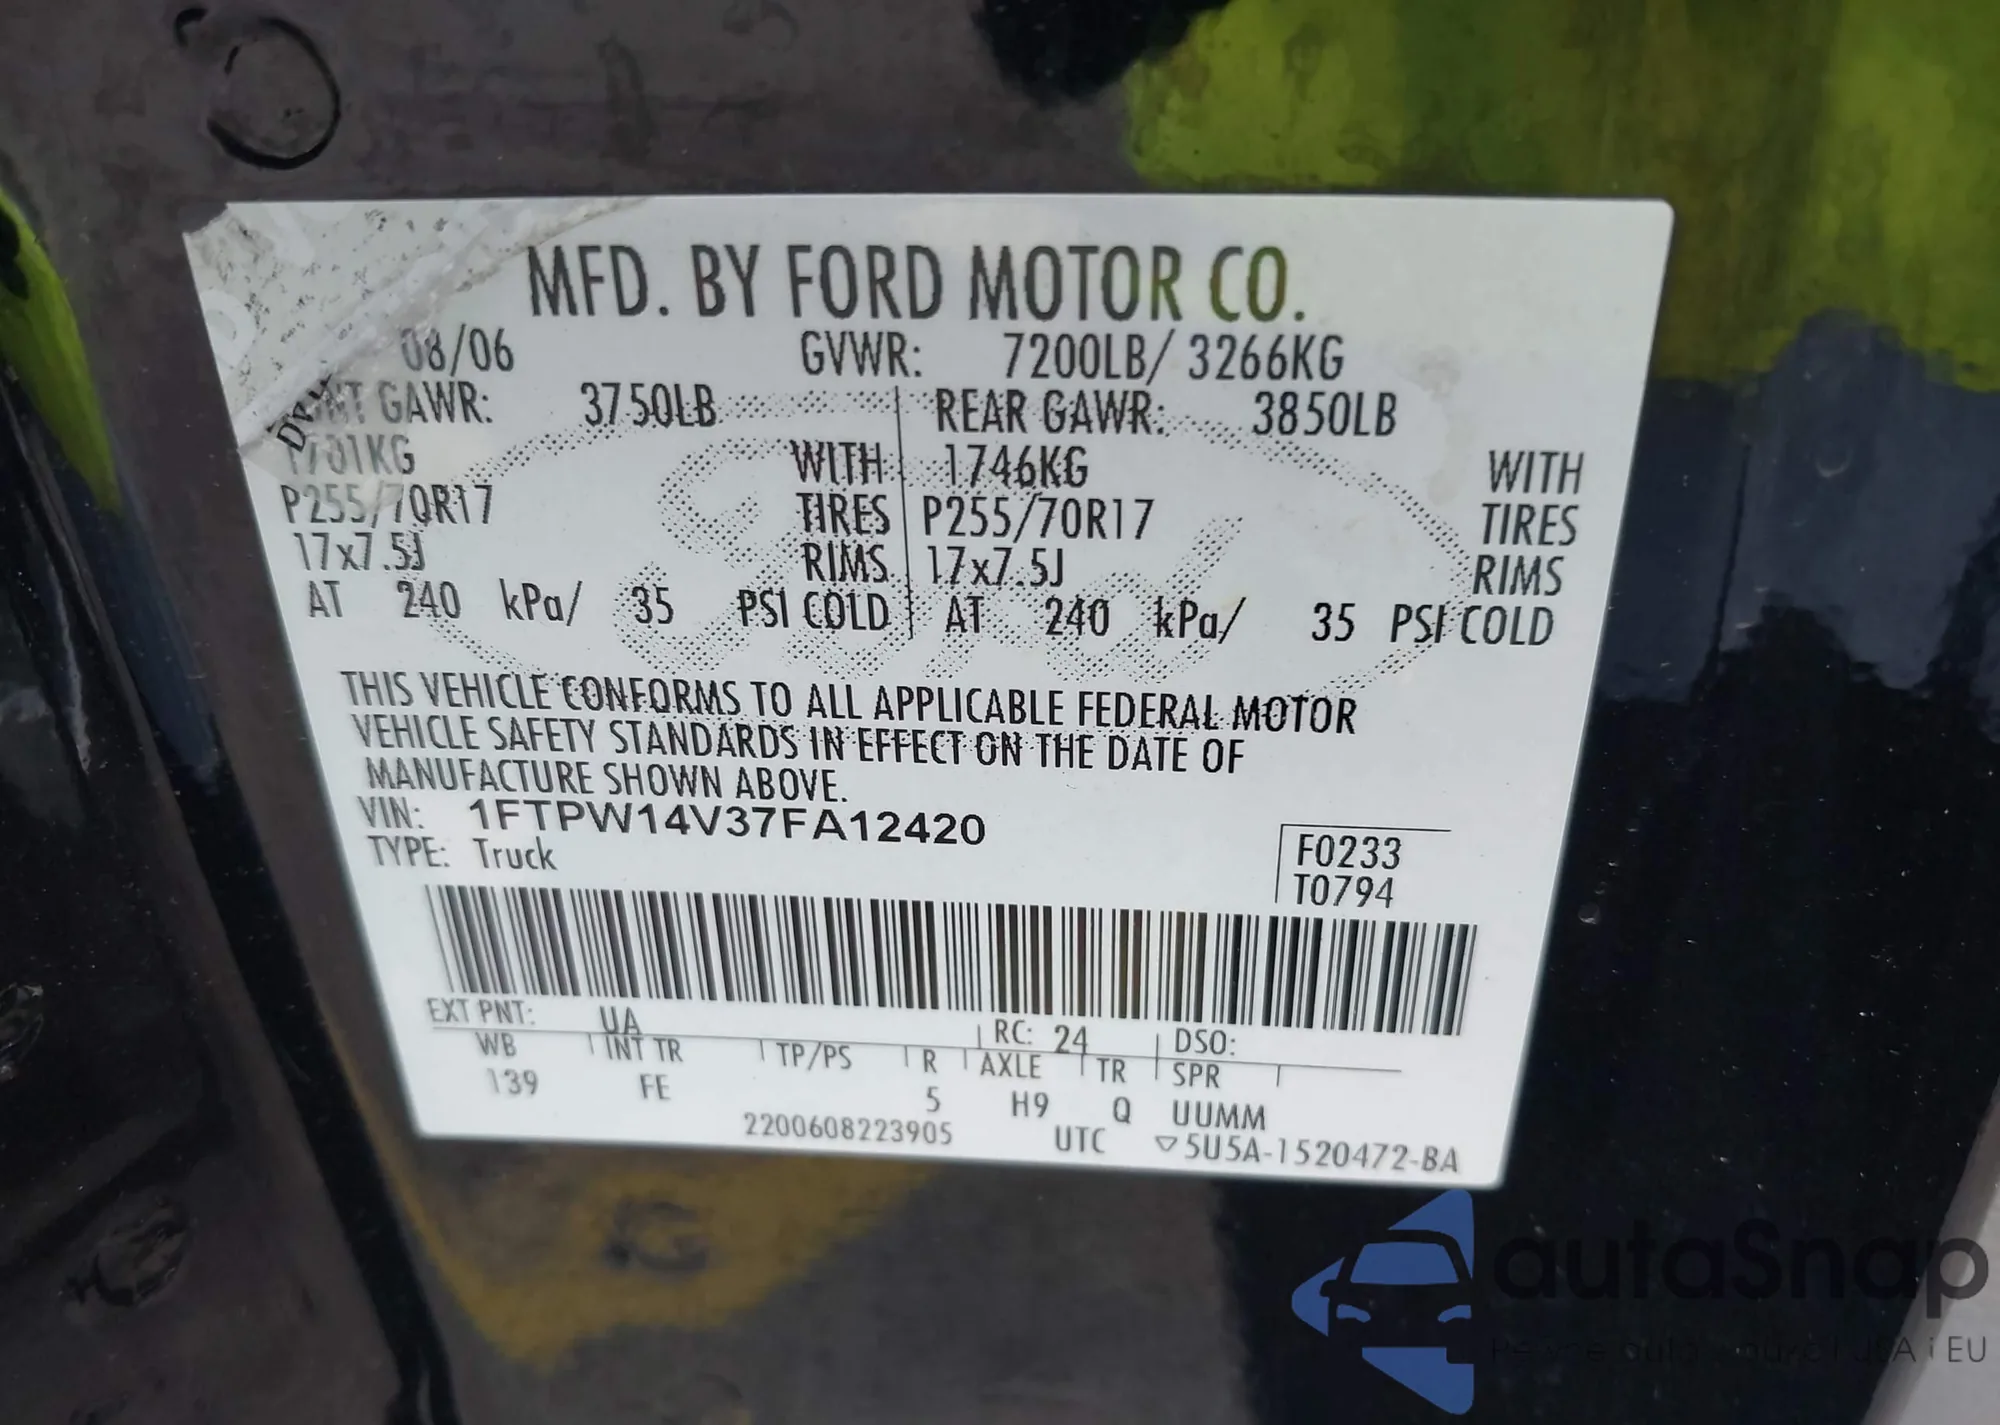 MFD. BY FORD MOTOR CO.
08/06 GVWR: 7200LB/ 3266KG
GAWR: 3750LB REAR GAWR: 3850LB
1701KG WITH 1746KG WITH
P255/70R17 TIRES P255/70R17 TIRES
17x7.5J RIMS 17x7.5J RIMS
AT 240 kPa/ 35 PSI COLD AT 240 kPa/ 35 PSI COLD
THIS VEHICLE CONFORMS TO ALL APPLICABLE FEDERAL MOTOR
VEHICLE SAFETY STANDARDS IN EFFECT ON THE DATE OF
MANUFACTURE SHOWN ABOVE.
VIN: 1FTPW14V37FA12420
TYPE: Truck
F0233
T0794
EXT PNT: UA RC: 24 DSO:
WB INT TR TP/PS R AXLE TR SPR
139 FE 5 H9 Q UUMM
2200608223905 UTC ▽5U5A-1520472-BA
autaSnap
i EU